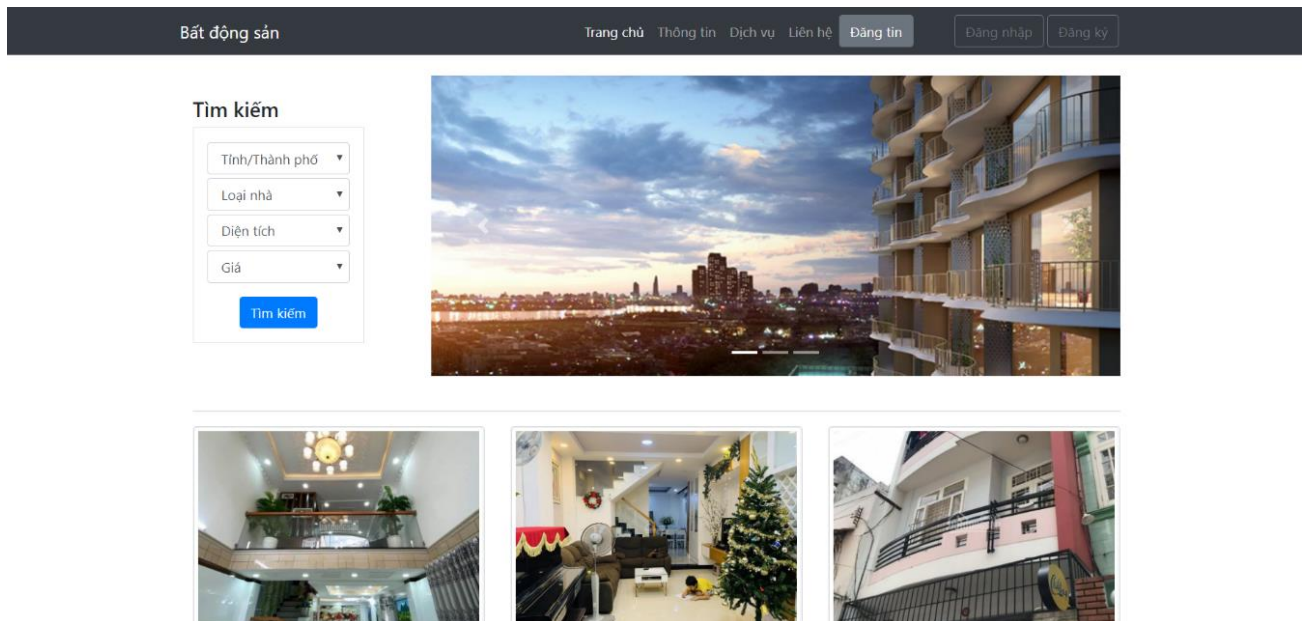 Bất động sản
Trang chủ Thông tin Dịch vụ Liên hệ Đăng tin Đăng nhập Đăng ký
Tìm kiếm
Tỉnh/Thành phố
Loại nhà
Diện tích
Giá
Tìm kiếm